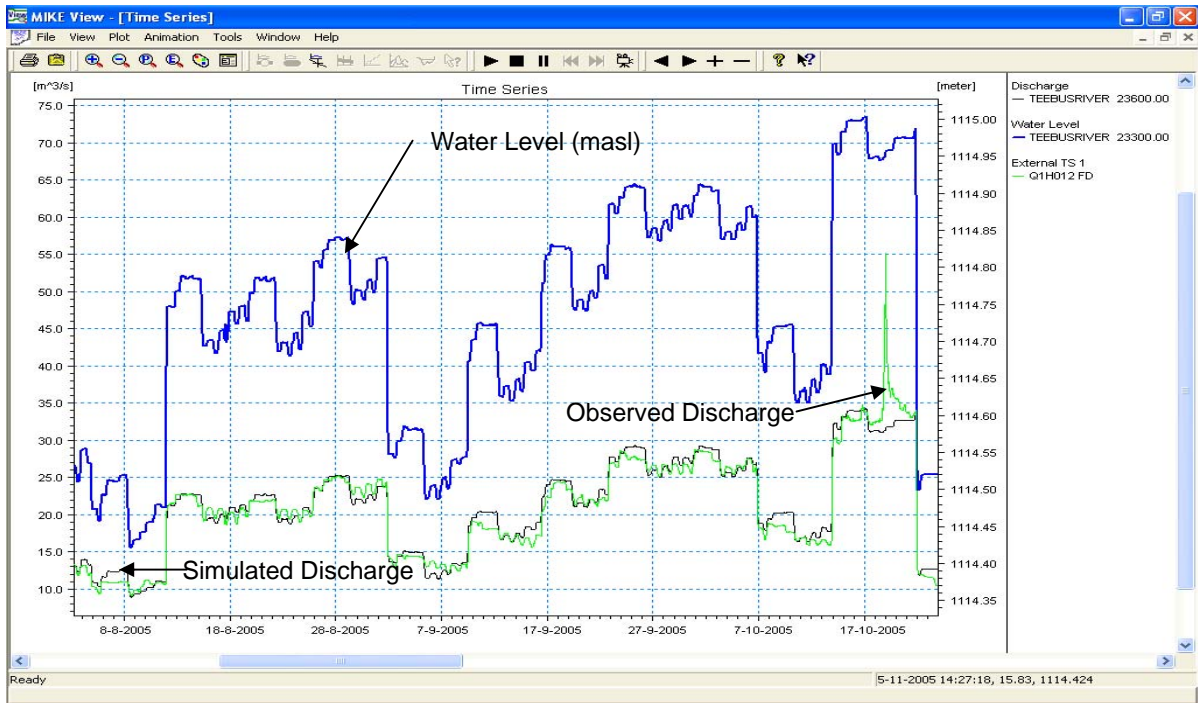 MIKE View - [Time Series]
File View Plot Animation Tools Window Help
[m^3/s] Time Series [meter]
75.0
70.0
65.0
60.0
55.0
50.0
45.0
40.0
35.0
30.0
25.0
20.0
15.0
10.0
Water Level (masl)
Observed Discharge
Simulated Discharge
1115.00
1114.95
1114.90
1114.85
1114.80
1114.75
1114.70
1114.65
1114.60
1114.55
1114.50
1114.45
1114.40
1114.35
8-8-2005 18-8-2005 28-8-2005 7-9-2005 17-9-2005 27-9-2005 7-10-2005 17-10-2005
Discharge
TEEBUSRIVER 23600.00
Water Level
TEEBUSRIVER 23300.00
External TS 1
Q1H012 FD
Ready 5-11-2005 14:27:18, 15.83, 1114.424